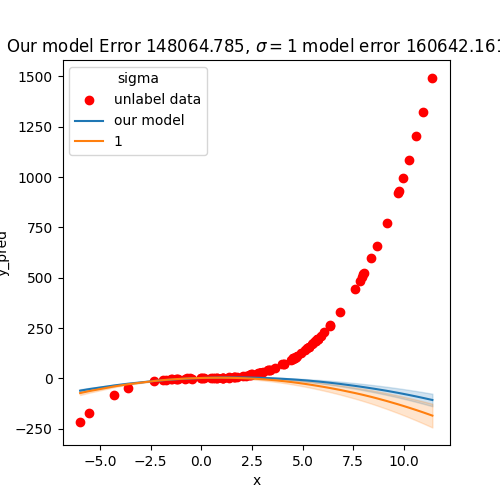 Our model Error 148064.785, σ = 1 model error 160642.161
sigma
unlabel data
our model
1
1500
1250
1000
750
500
250
0
−250
y_pred
−5.0 −2.5 0.0 2.5 5.0 7.5 10.0
x